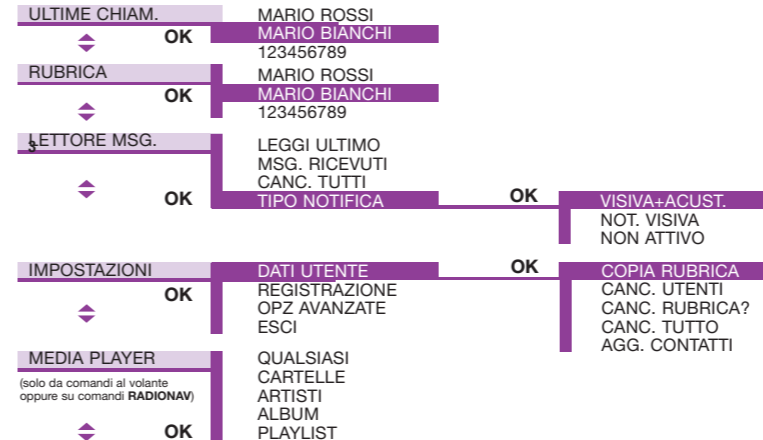 ULTIME CHIAM.
OK
MARIO ROSSI
MARIO BIANCHI
123456789
RUBRICA
OK
MARIO ROSSI
MARIO BIANCHI
123456789
LETTORE MSG.
3
OK
LEGGI ULTIMO
MSG. RICEVUTI
CANC. TUTTI
TIPO NOTIFICA
OK
VISIVA+ACUST.
NOT. VISIVA
NON ATTIVO
IMPOSTAZIONI
OK
DATI UTENTE
REGISTRAZIONE
OPZ AVANZATE
ESCI
OK
COPIA RUBRICA
CANC. UTENTI
CANC. RUBRICA?
CANC. TUTTO
AGG. CONTATTI
MEDIA PLAYER
(solo da comandi al volante
oppure su comandi RADIONAV)
OK
QUALSIASI
CARTELLE
ARTISTI
ALBUM
PLAYLIST